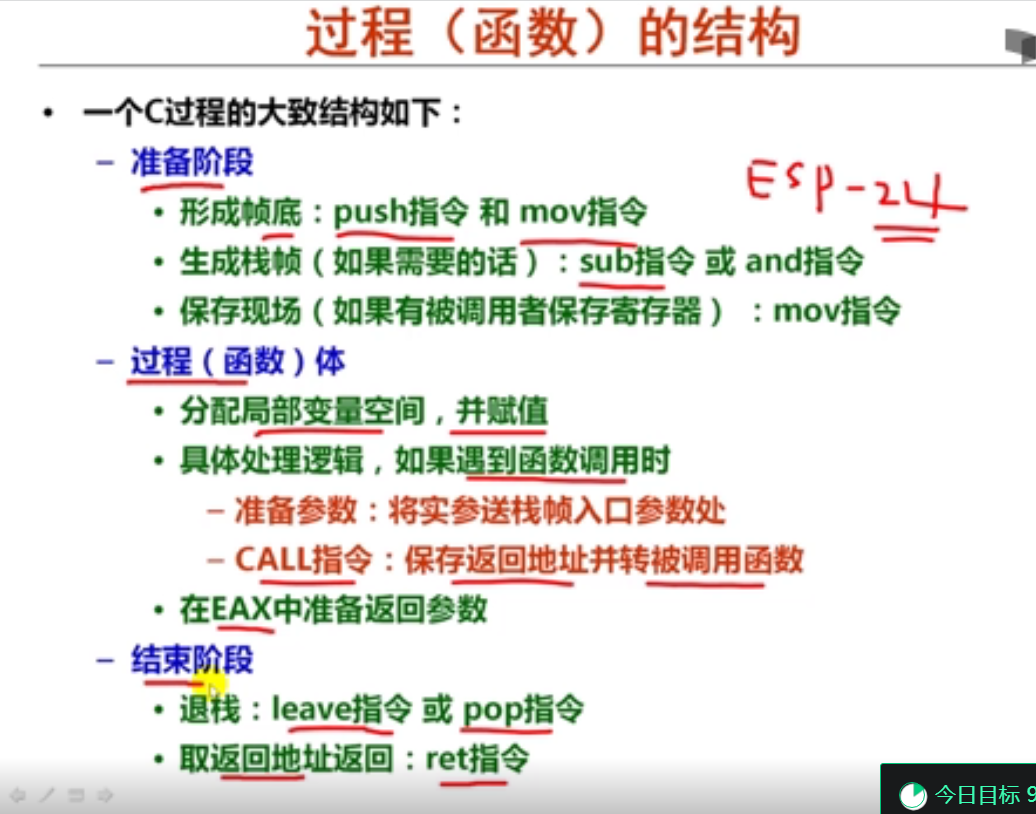 过程（函数）的结构
• 一个C过程的大致结构如下：
– 准备阶段
• 形成帧底：push指令 和 mov指令
• 生成栈帧（如果需要的话）：sub指令 或 and指令
• 保存现场（如果有被调用者保存寄存器）：mov指令
ESP-24
– 过程（函数）体
• 分配局部变量空间，并赋值
• 具体处理逻辑，如果遇到函数调用时
– 准备参数：将实参送栈帧入口参数处
– CALL指令：保存返回地址并转被调用函数
• 在EAX中准备返回参数
– 结束阶段
• 退栈：leave指令 或 pop指令
• 取返回地址返回：ret指令
今日目标 9